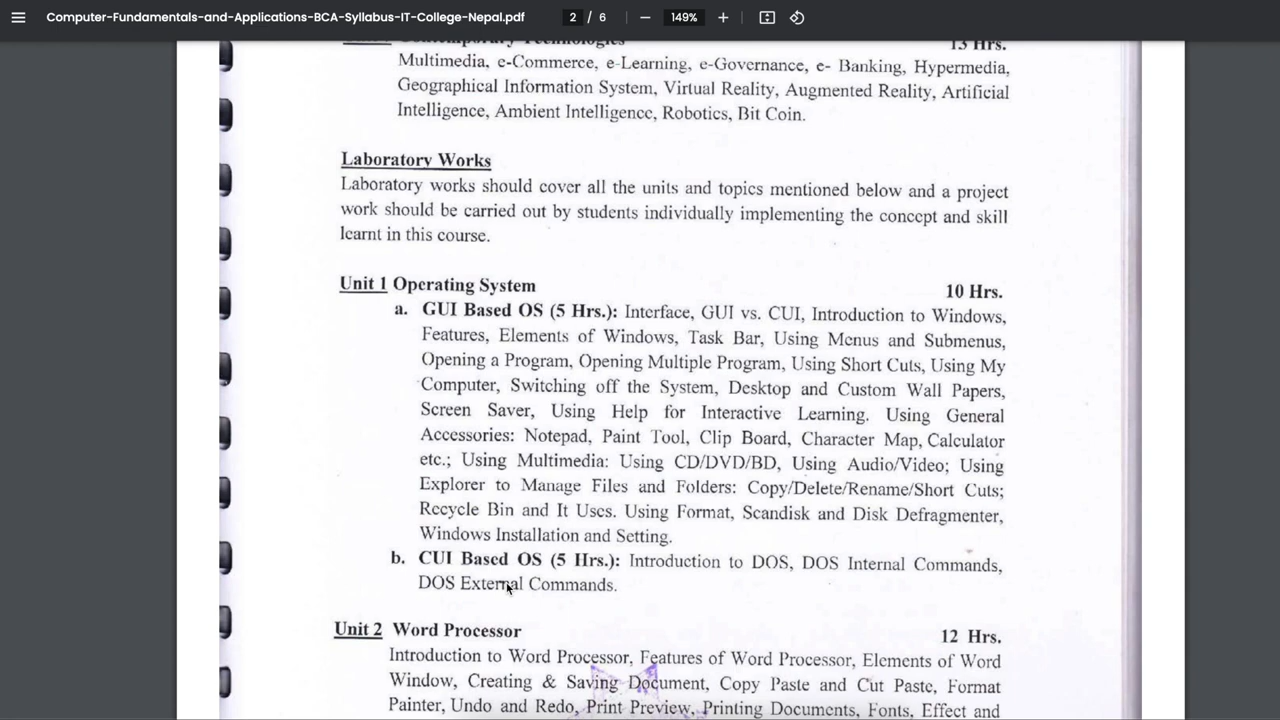 Computer-Fundamentals-and-Applications-BCA-Syllabus-IT-College-Nepal.pdf
2 / 6
149%
Contemporary Technologies 13 Hrs.
Multimedia, e-Commerce, e-Learning, e-Governance, e- Banking, Hypermedia,
Geographical Information System, Virtual Reality, Augmented Reality, Artificial
Intelligence, Ambient Intelligence, Robotics, Bit Coin.
Laboratory Works
Laboratory works should cover all the units and topics mentioned below and a project
work should be carried out by students individually implementing the concept and skill
learnt in this course.
Unit 1 Operating System 10 Hrs.
a. GUI Based OS (5 Hrs.): Interface, GUI vs. CUI, Introduction to Windows,
Features, Elements of Windows, Task Bar, Using Menus and Submenus,
Opening a Program, Opening Multiple Program, Using Short Cuts, Using My
Computer, Switching off the System, Desktop and Custom Wall Papers,
Screen Saver, Using Help for Interactive Learning. Using General
Accessories: Notepad, Paint Tool, Clip Board, Character Map, Calculator
etc.; Using Multimedia: Using CD/DVD/BD, Using Audio/Video; Using
Explorer to Manage Files and Folders: Copy/Delete/Rename/Short Cuts;
Recycle Bin and It Uses. Using Format, Scandisk and Disk Defragmenter,
Windows Installation and Setting.
b. CUI Based OS (5 Hrs.): Introduction to DOS, DOS Internal Commands,
DOS External Commands.
Unit 2 Word Processor 12 Hrs.
Introduction to Word Processor, Features of Word Processor, Elements of Word
Window, Creating & Saving Document, Copy Paste and Cut Paste, Format
Painter, Undo and Redo, Print Preview, Printing Documents, Fonts, Effect and